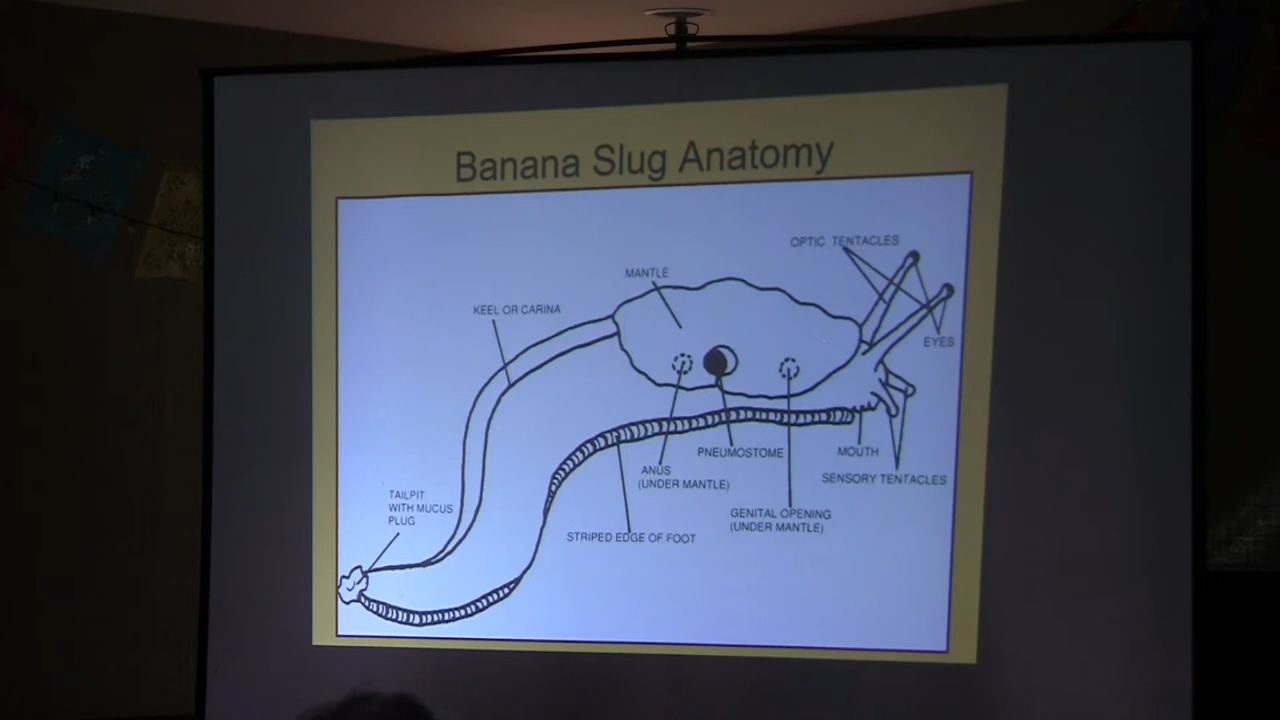 Banana Slug Anatomy
OPTIC TENTACLES
MANTLE
KEEL OR CARINA
EYES
PNEUMOSTOME
MOUTH
ANUS
(UNDER MANTLE)
SENSORY TENTACLES
TAILPIT
WITH MUCUS
PLUG
GENITAL OPENING
(UNDER MANTLE)
STRIPED EDGE OF FOOT